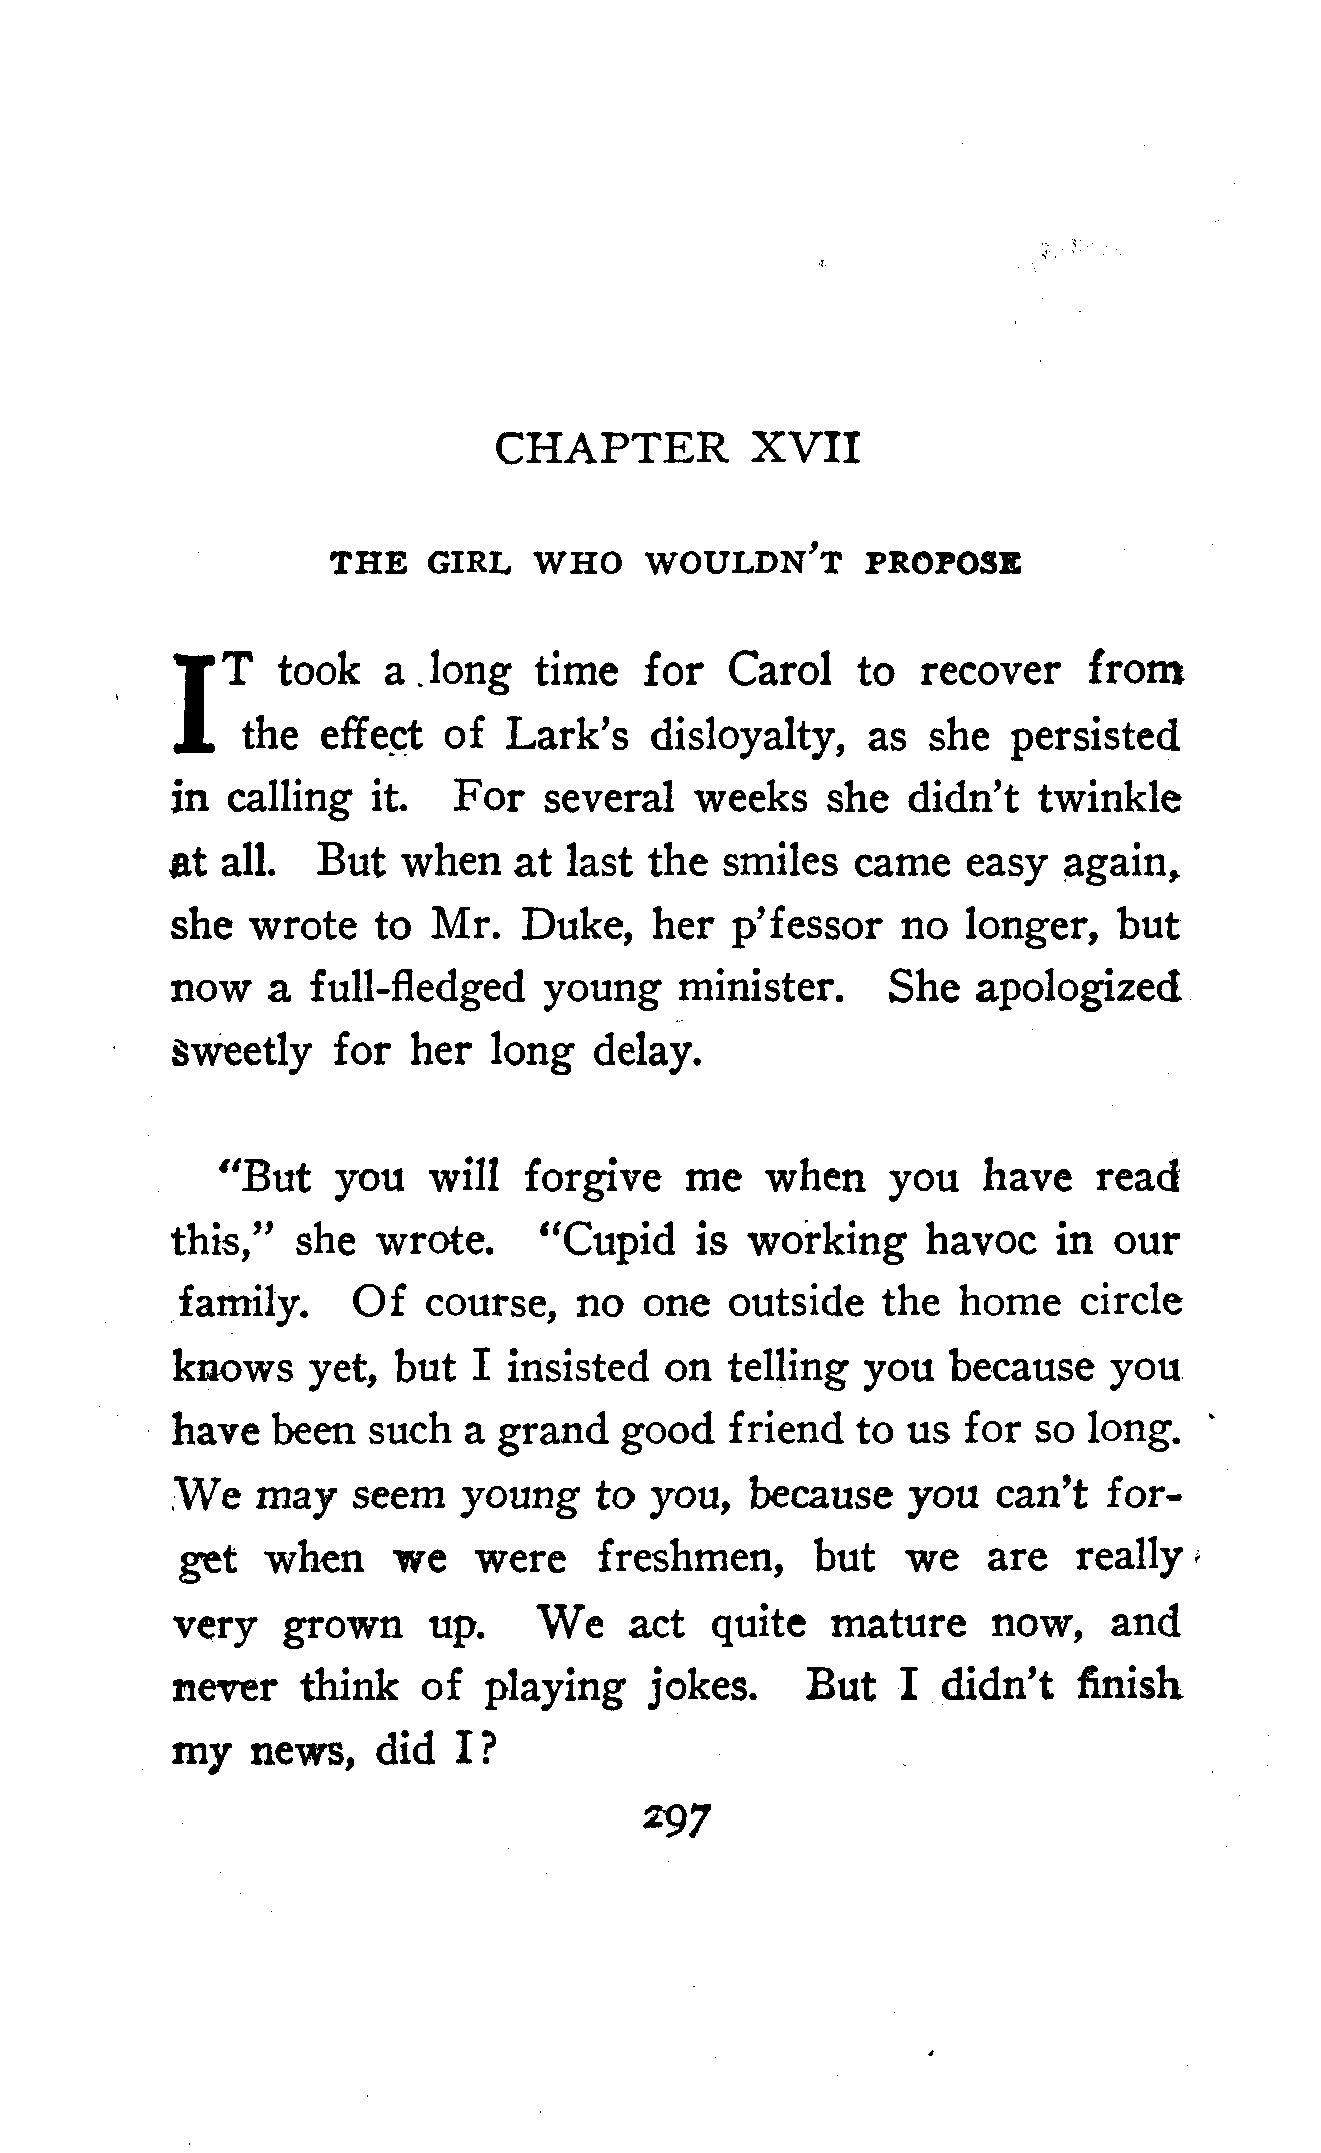 CHAPTER XVII
THE GIRL WHO WOULDN'T PROPOSE
IT took a long time for Carol to recover from
the effect of Lark's disloyalty, as she persisted
in calling it. For several weeks she didn't twinkle
at all. But when at last the smiles came easy again,
she wrote to Mr. Duke, her p'fessor no longer, but
now a full-fledged young minister. She apologized
sweetly for her long delay.
"But you will forgive me when you have read
this," she wrote. "Cupid is working havoc in our
family. Of course, no one outside the home circle
knows yet, but I insisted on telling you because you
have been such a grand good friend to us for so long.
We may seem young to you, because you can't for-
get when we were freshmen, but we are really
very grown up. We act quite mature now, and
never think of playing jokes. But I didn't finish
my news, did I?
297